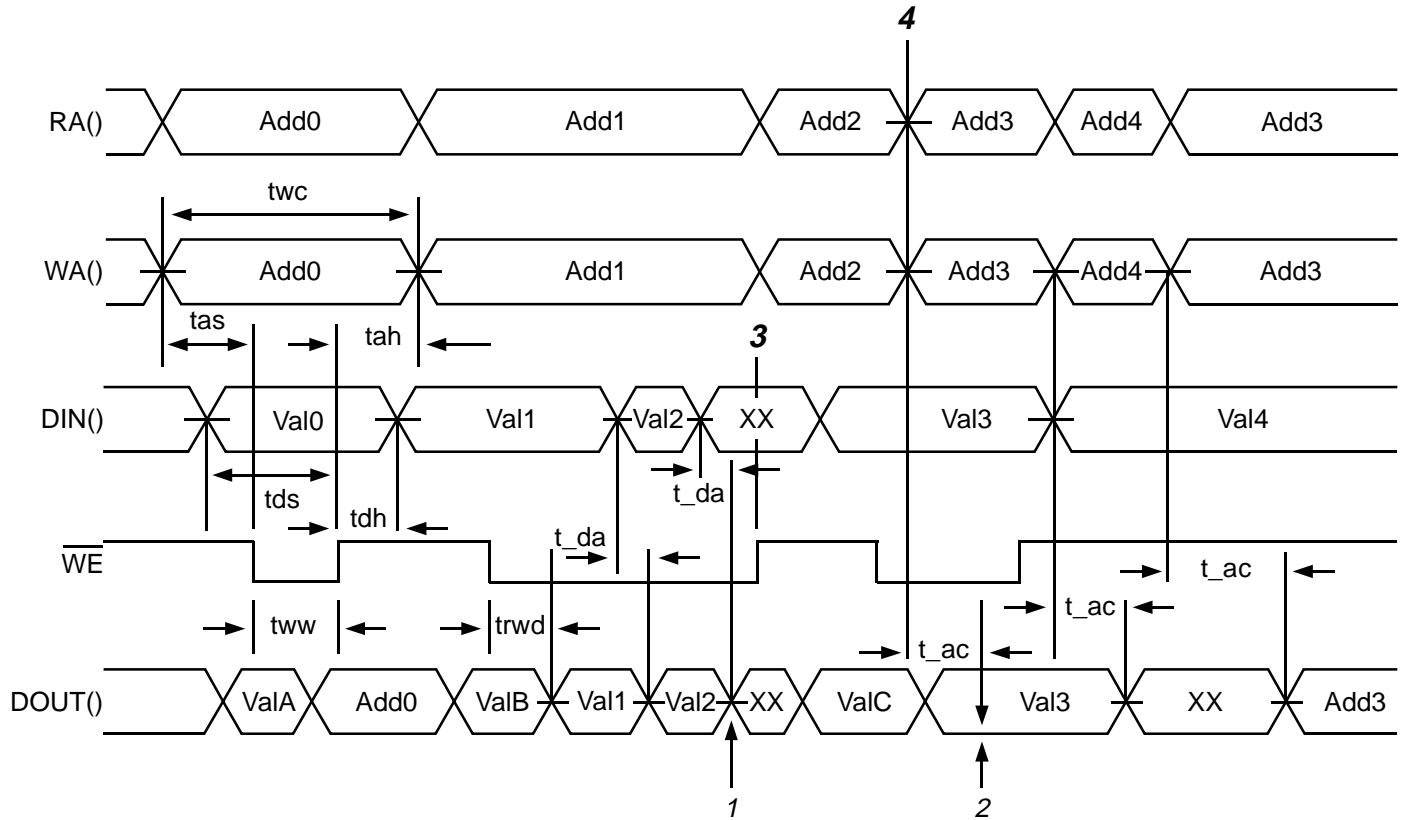 4
RA() Add0 Add1 Add2 Add3 Add4 Add3
twc
WA() Add0 Add1 Add2 Add3 Add4 Add3
tas tah 3
DIN() Val0 Val1 Val2 XX Val3 Val4
tds t_da
tdh t_da
WE
t_ac
tww trwd t_ac t_ac
DOUT() ValA Add0 ValB Val1 Val2 XX ValC Val3 XX Add3
1 2